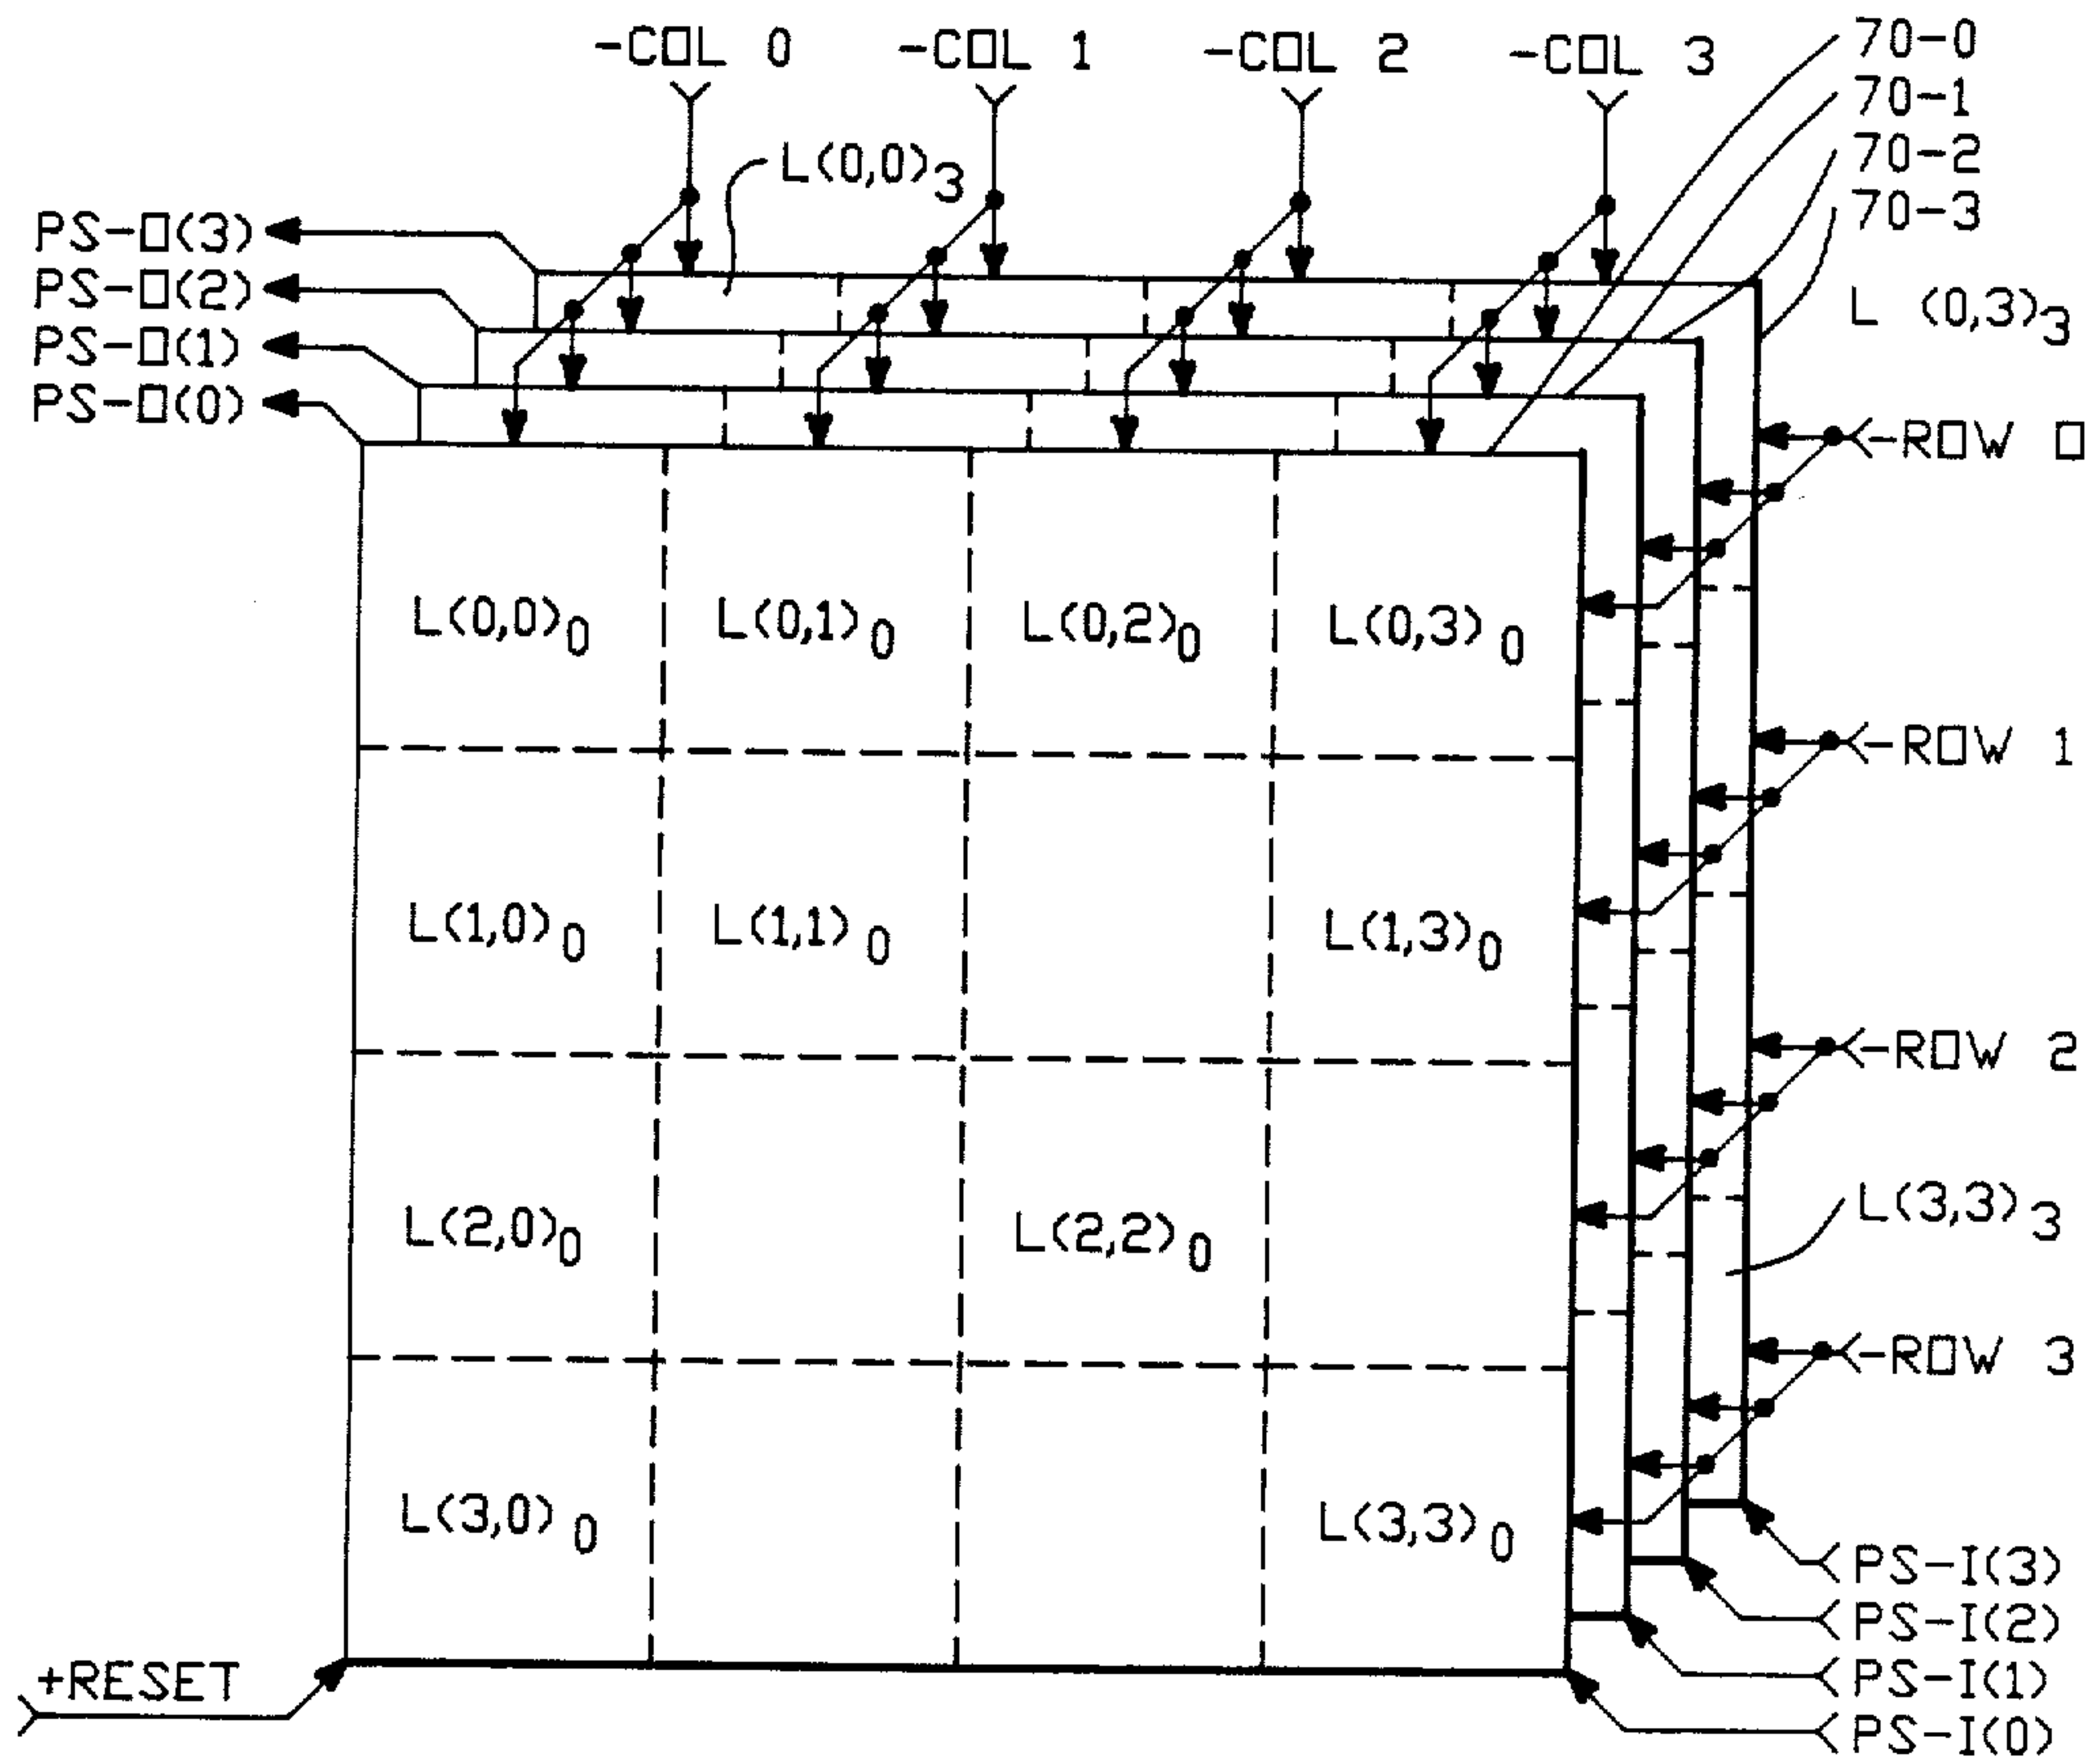 -COL 0 -COL 1 -COL 2 -COL 3
70-0
70-1
70-2
70-3
L(0,0)3
PS-O(3)
PS-O(2)
PS-O(1)
PS-O(0)
L (0,3)3
-ROW 0
L(0,0)0 L(0,1)0 L(0,2)0 L(0,3)0
-ROW 1
L(1,0)0 L(1,1)0 L(1,3)0
-ROW 2
L(2,0)0 L(2,2)0
L(3,3)3
-ROW 3
L(3,0)0 L(3,3)0
PS-I(3)
PS-I(2)
PS-I(1)
PS-I(0)
+RESET